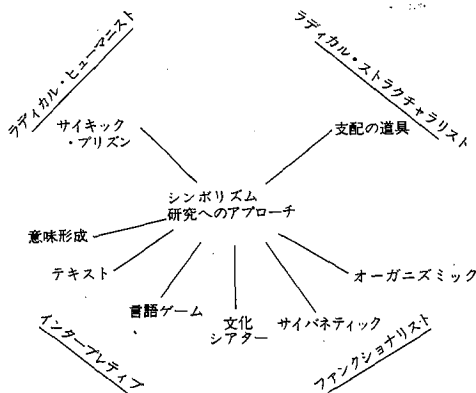 ラディカル・ヒューマニスト
ラディカル・ストラクチャラリスト
サイキック
・プリズン
支配の道具
シンボリズム
研究へのアプローチ
意味形成
テキスト
言語ゲーム
文化
シアター
サイバネティック
オーガニズミック
インタープレティブ
ファンクショナリスト